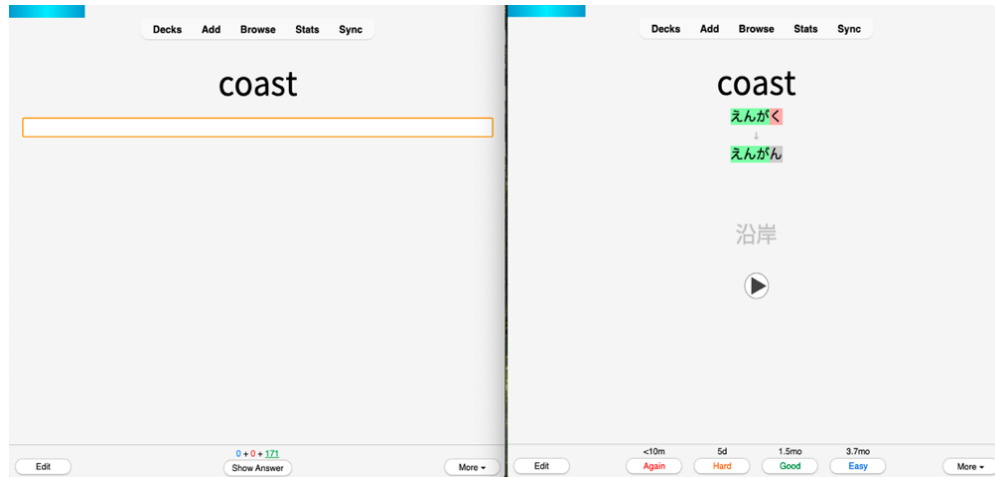 Decks Add Browse Stats Sync
coast
0 + 0 + 171
Edit Show Answer More
Decks Add Browse Stats Sync
coast
えんがく
↓
えんがん
沿岸
<10m 5d 1.5mo 3.7mo
Edit Again Hard Good Easy More